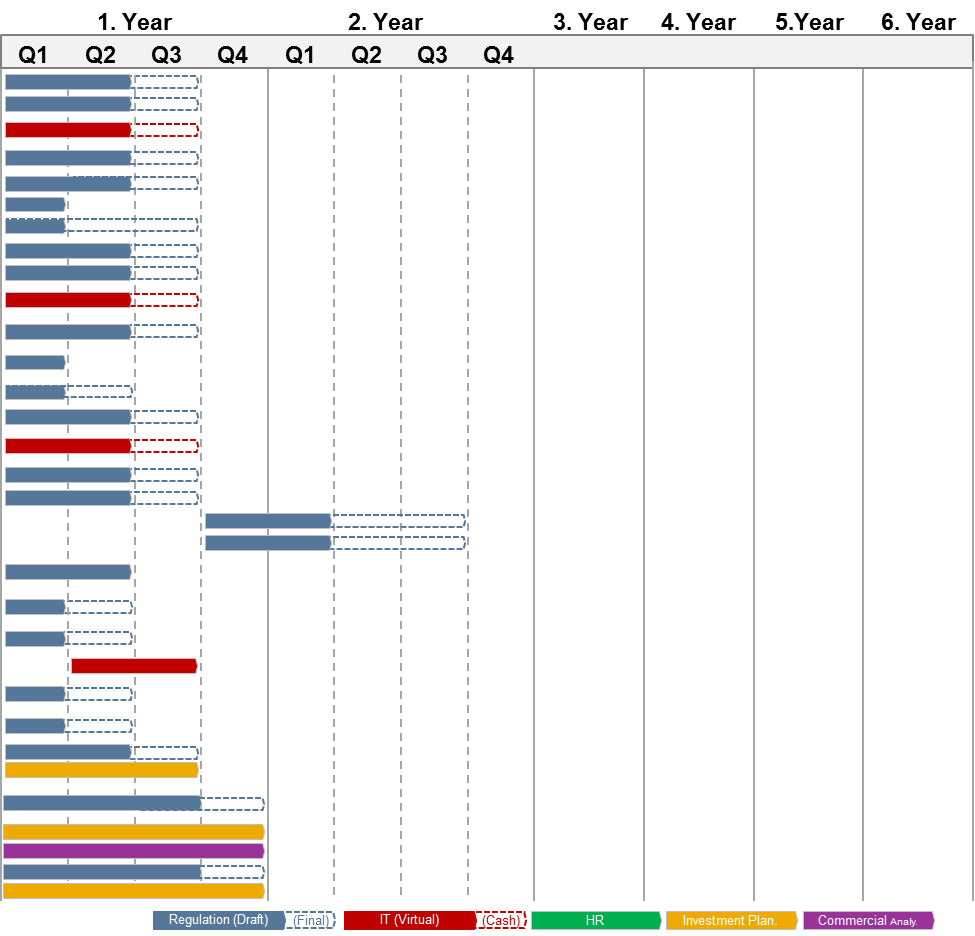 1. Year 2. Year 3. Year 4. Year 5.Year 6. Year
Q1 Q2 Q3 Q4 Q1 Q2 Q3 Q4
Regulation (Draft) (Final) IT (Virtual) (Cash) HR Investment Plan. Commercial Analy.